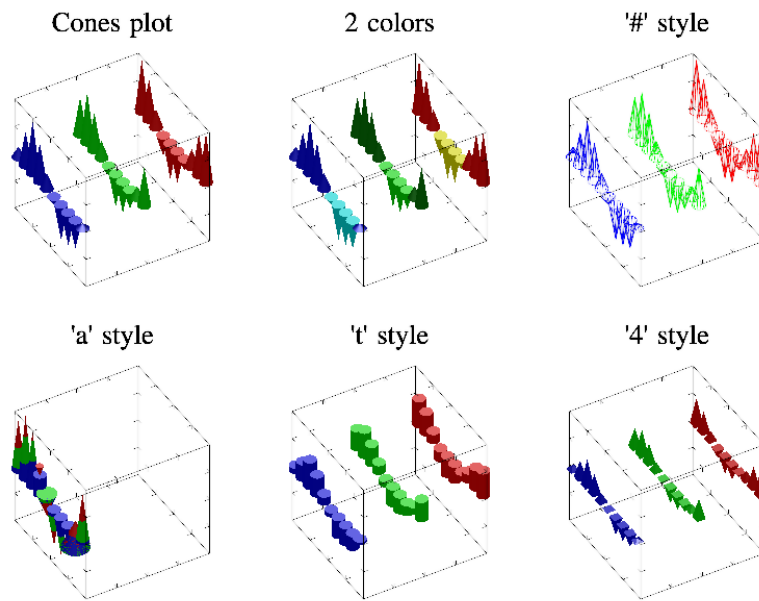 Cones plot
2 colors
'#' style
'a' style
't' style
'4' style